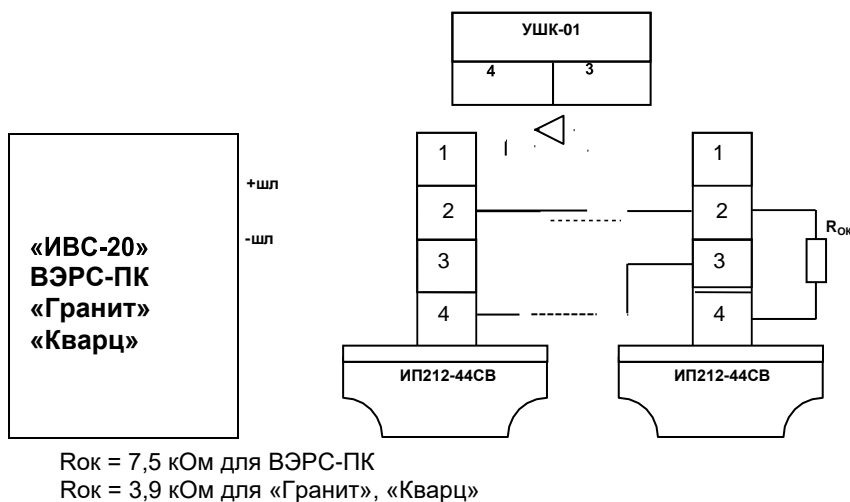 УШК-01
4 3
1 1
+шл
2 2
-шл
Rок
«ИВС-20»
ВЭРС-ПК
«Гранит»
«Кварц»
3 3
4 4
ИП212-44СВ ИП212-44СВ
Rок = 7,5 кОм для ВЭРС-ПК
Rок = 3,9 кОм для «Гранит», «Кварц»